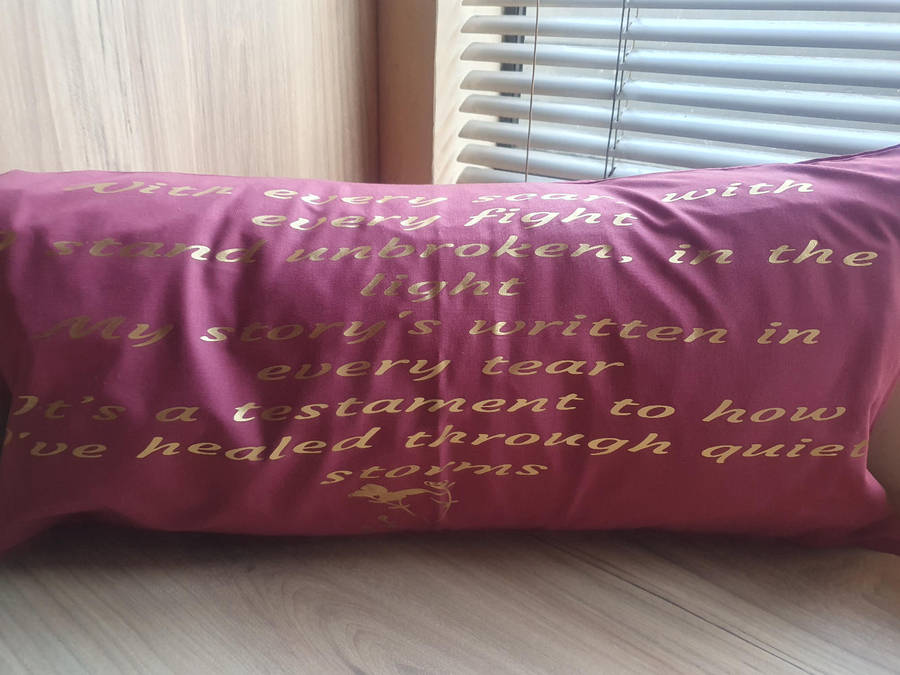 With every scar, with
every fight
I stand unbroken, in the
light
My story's written in
every tear
It's a testament to how
I've healed through quiet
storms